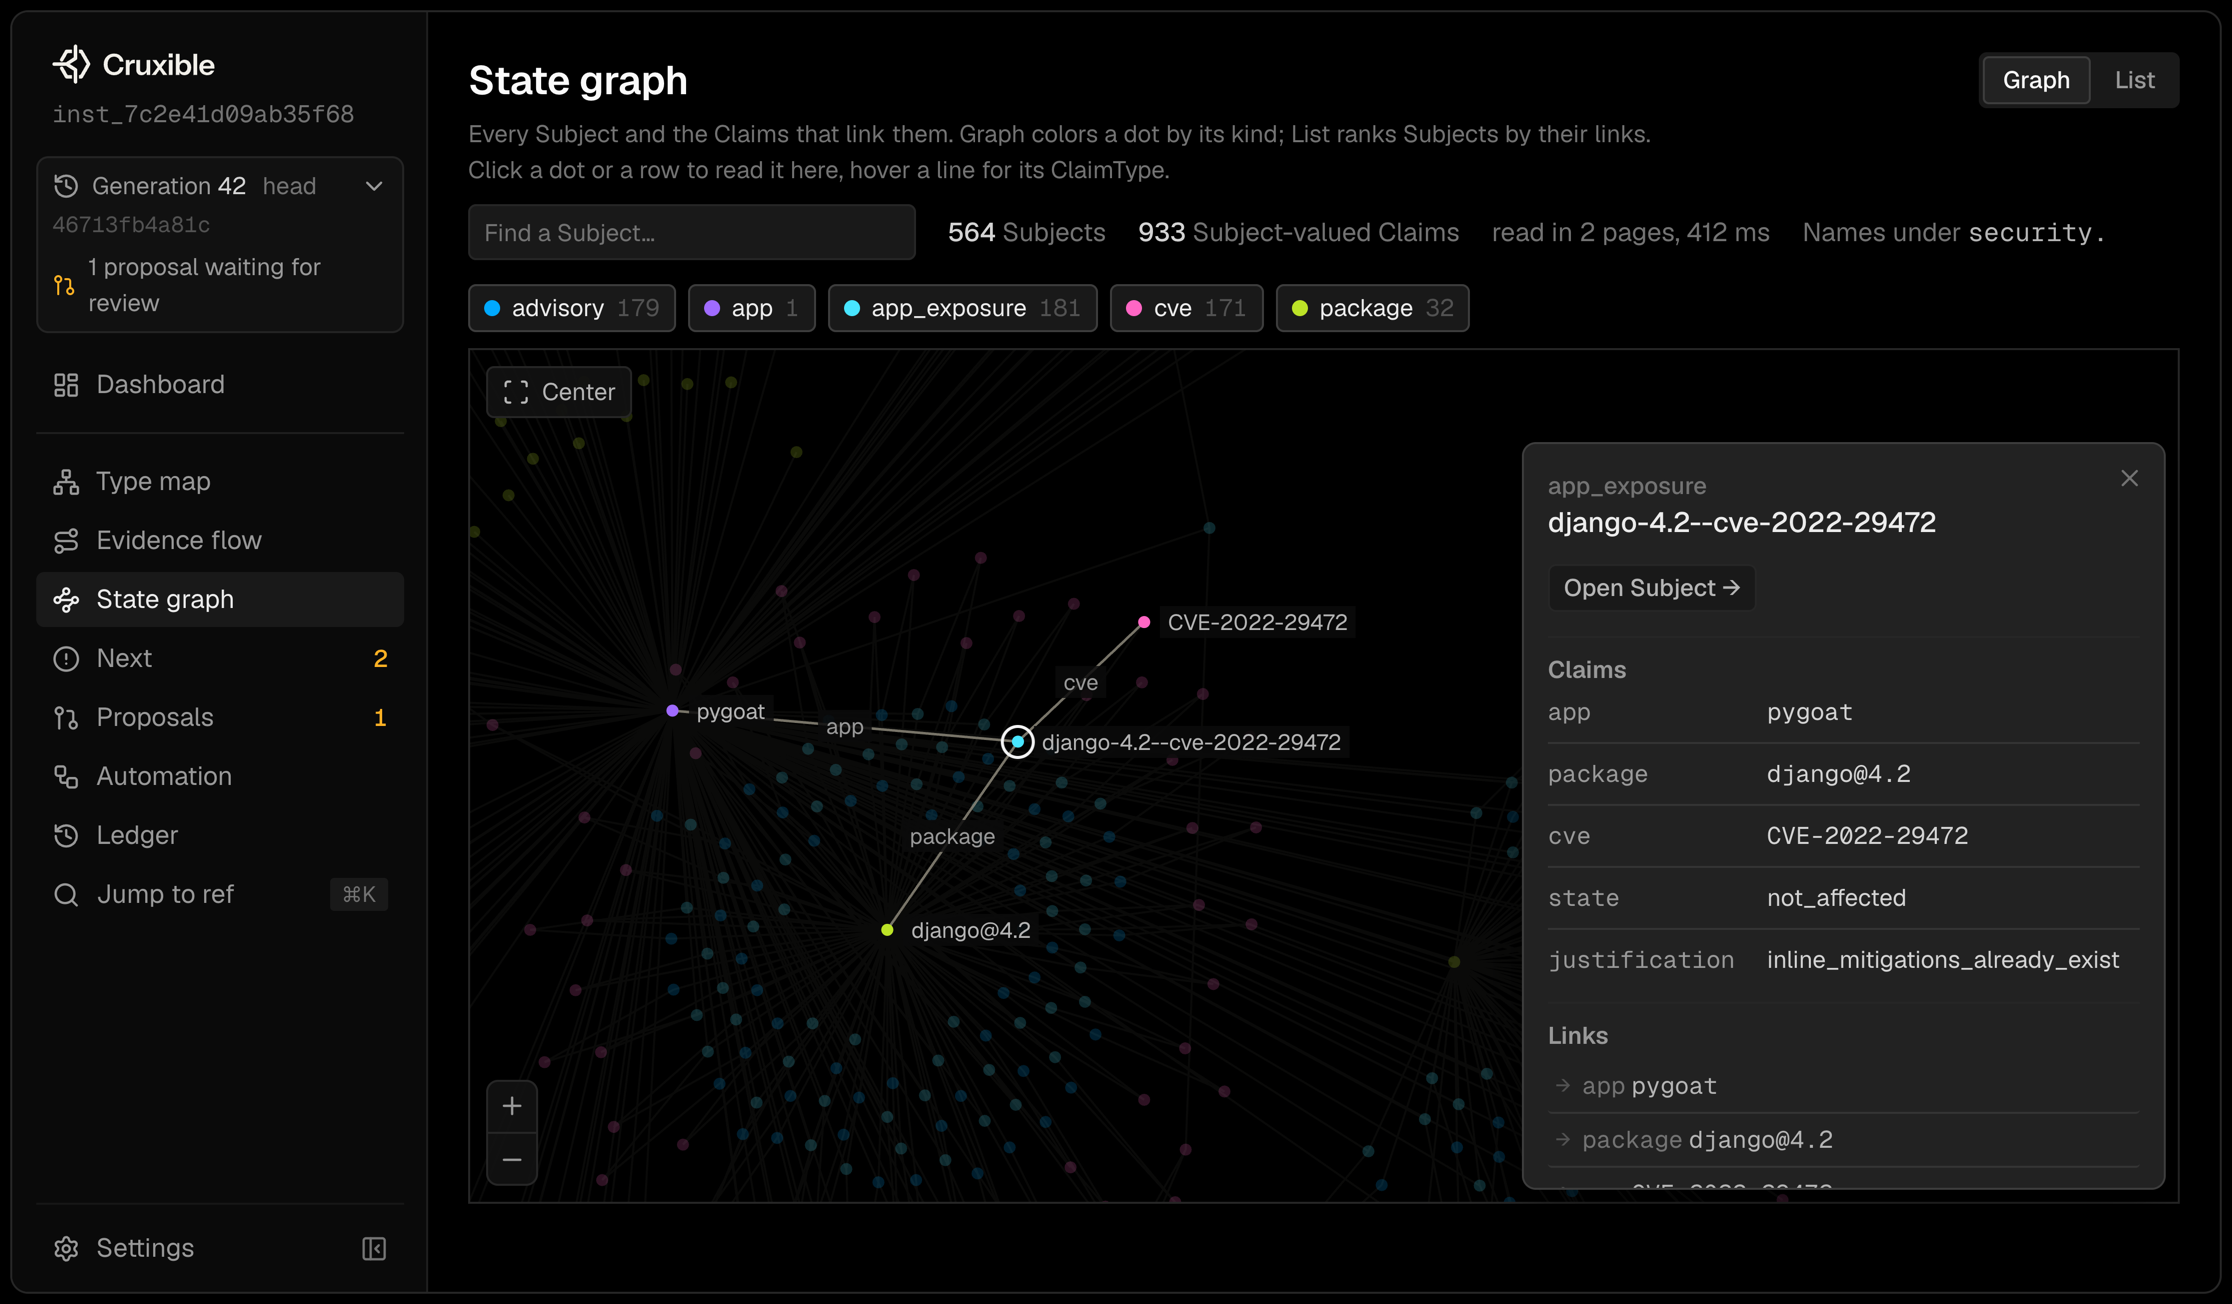 Cruxible
inst_7c2e41d09ab35f68
Generation 42 head
46713fb4a81c
1 proposal waiting for
review
Dashboard
Type map
Evidence flow
State graph
Next 2
Proposals 1
Automation
Ledger
Jump to ref ⌘K
Settings
State graph
Graph List
Every Subject and the Claims that link them. Graph colors a dot by its kind; List ranks Subjects by their links.
Click a dot or a row to read it here, hover a line for its ClaimType.
Find a Subject...
564 Subjects 933 Subject-valued Claims read in 2 pages, 412 ms Names under security.
advisory 179 app 1 app_exposure 181 cve 171 package 32
Center
CVE-2022-29472
cve
pygoat
app
django-4.2--cve-2022-29472
package
django@4.2
app_exposure
django-4.2--cve-2022-29472
Open Subject →
Claims
app pygoat
package django@4.2
cve CVE-2022-29472
state not_affected
justification inline_mitigations_already_exist
Links
→ app pygoat
→ package django@4.2